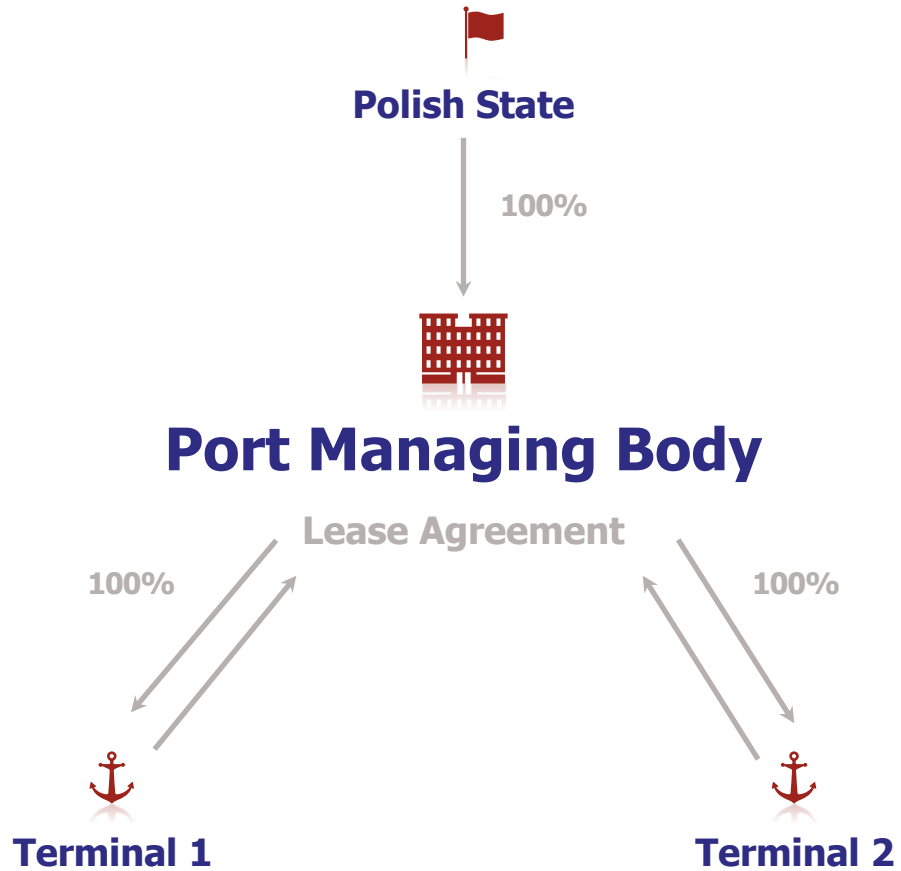 Polish State
100%
Port Managing Body
Lease Agreement
100%
100%
Terminal 1
Terminal 2